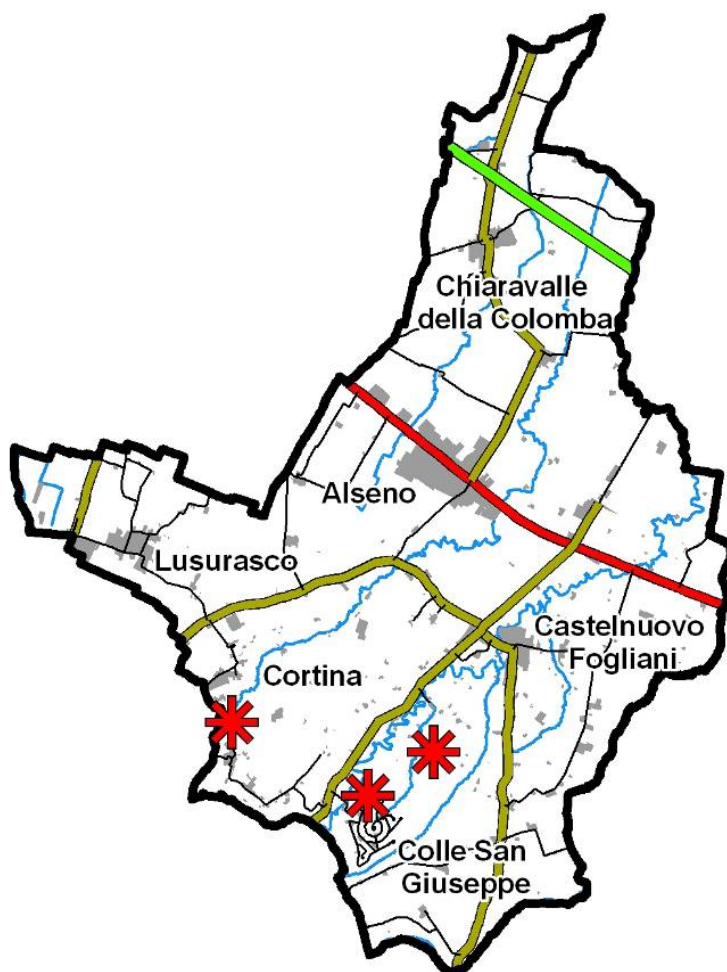 Chiaravalle
della Colomba
Alseno
Lusurasco
Castelnuovo
Fogliani
Cortina
Colle San
Giuseppe